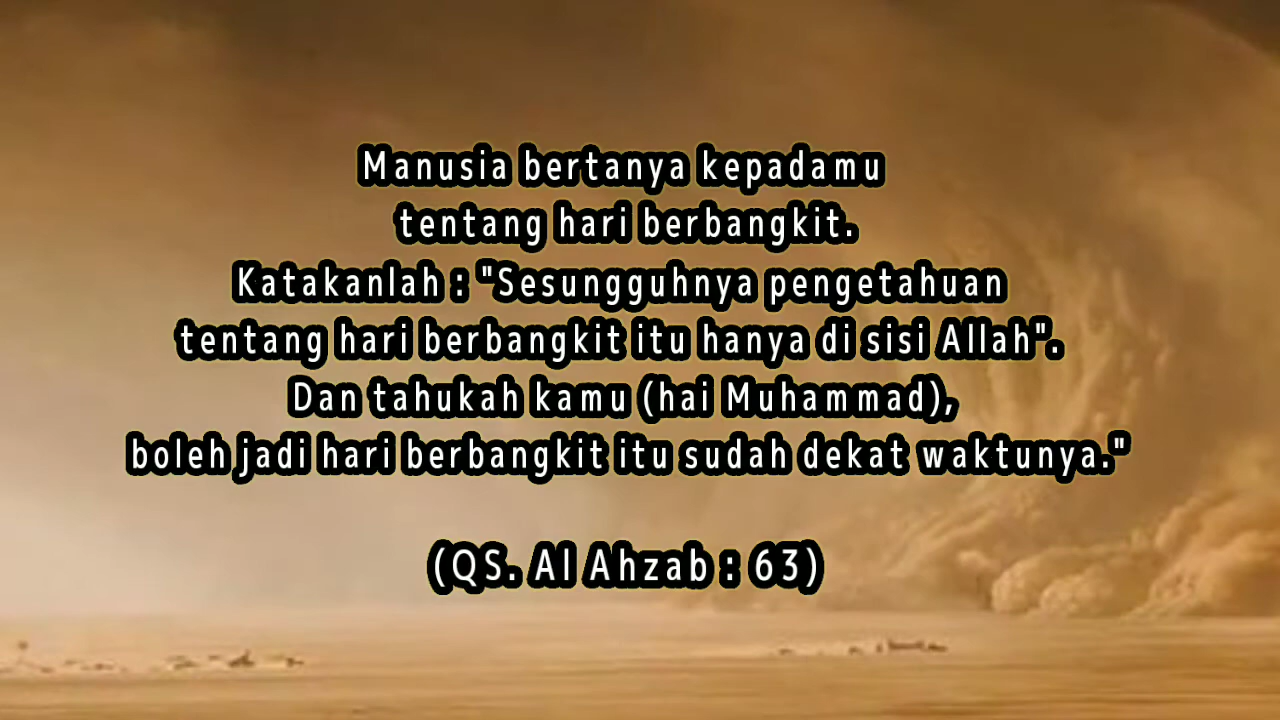 Manusia bertanya kepadamu
tentang hari berbangkit.
Katakanlah : "Sesungguhnya pengetahuan
tentang hari berbangkit itu hanya di sisi Allah".
Dan tahukah kamu (hai Muhammad),
boleh jadi hari berbangkit itu sudah dekat waktunya."
(QS. Al Ahzab : 63)